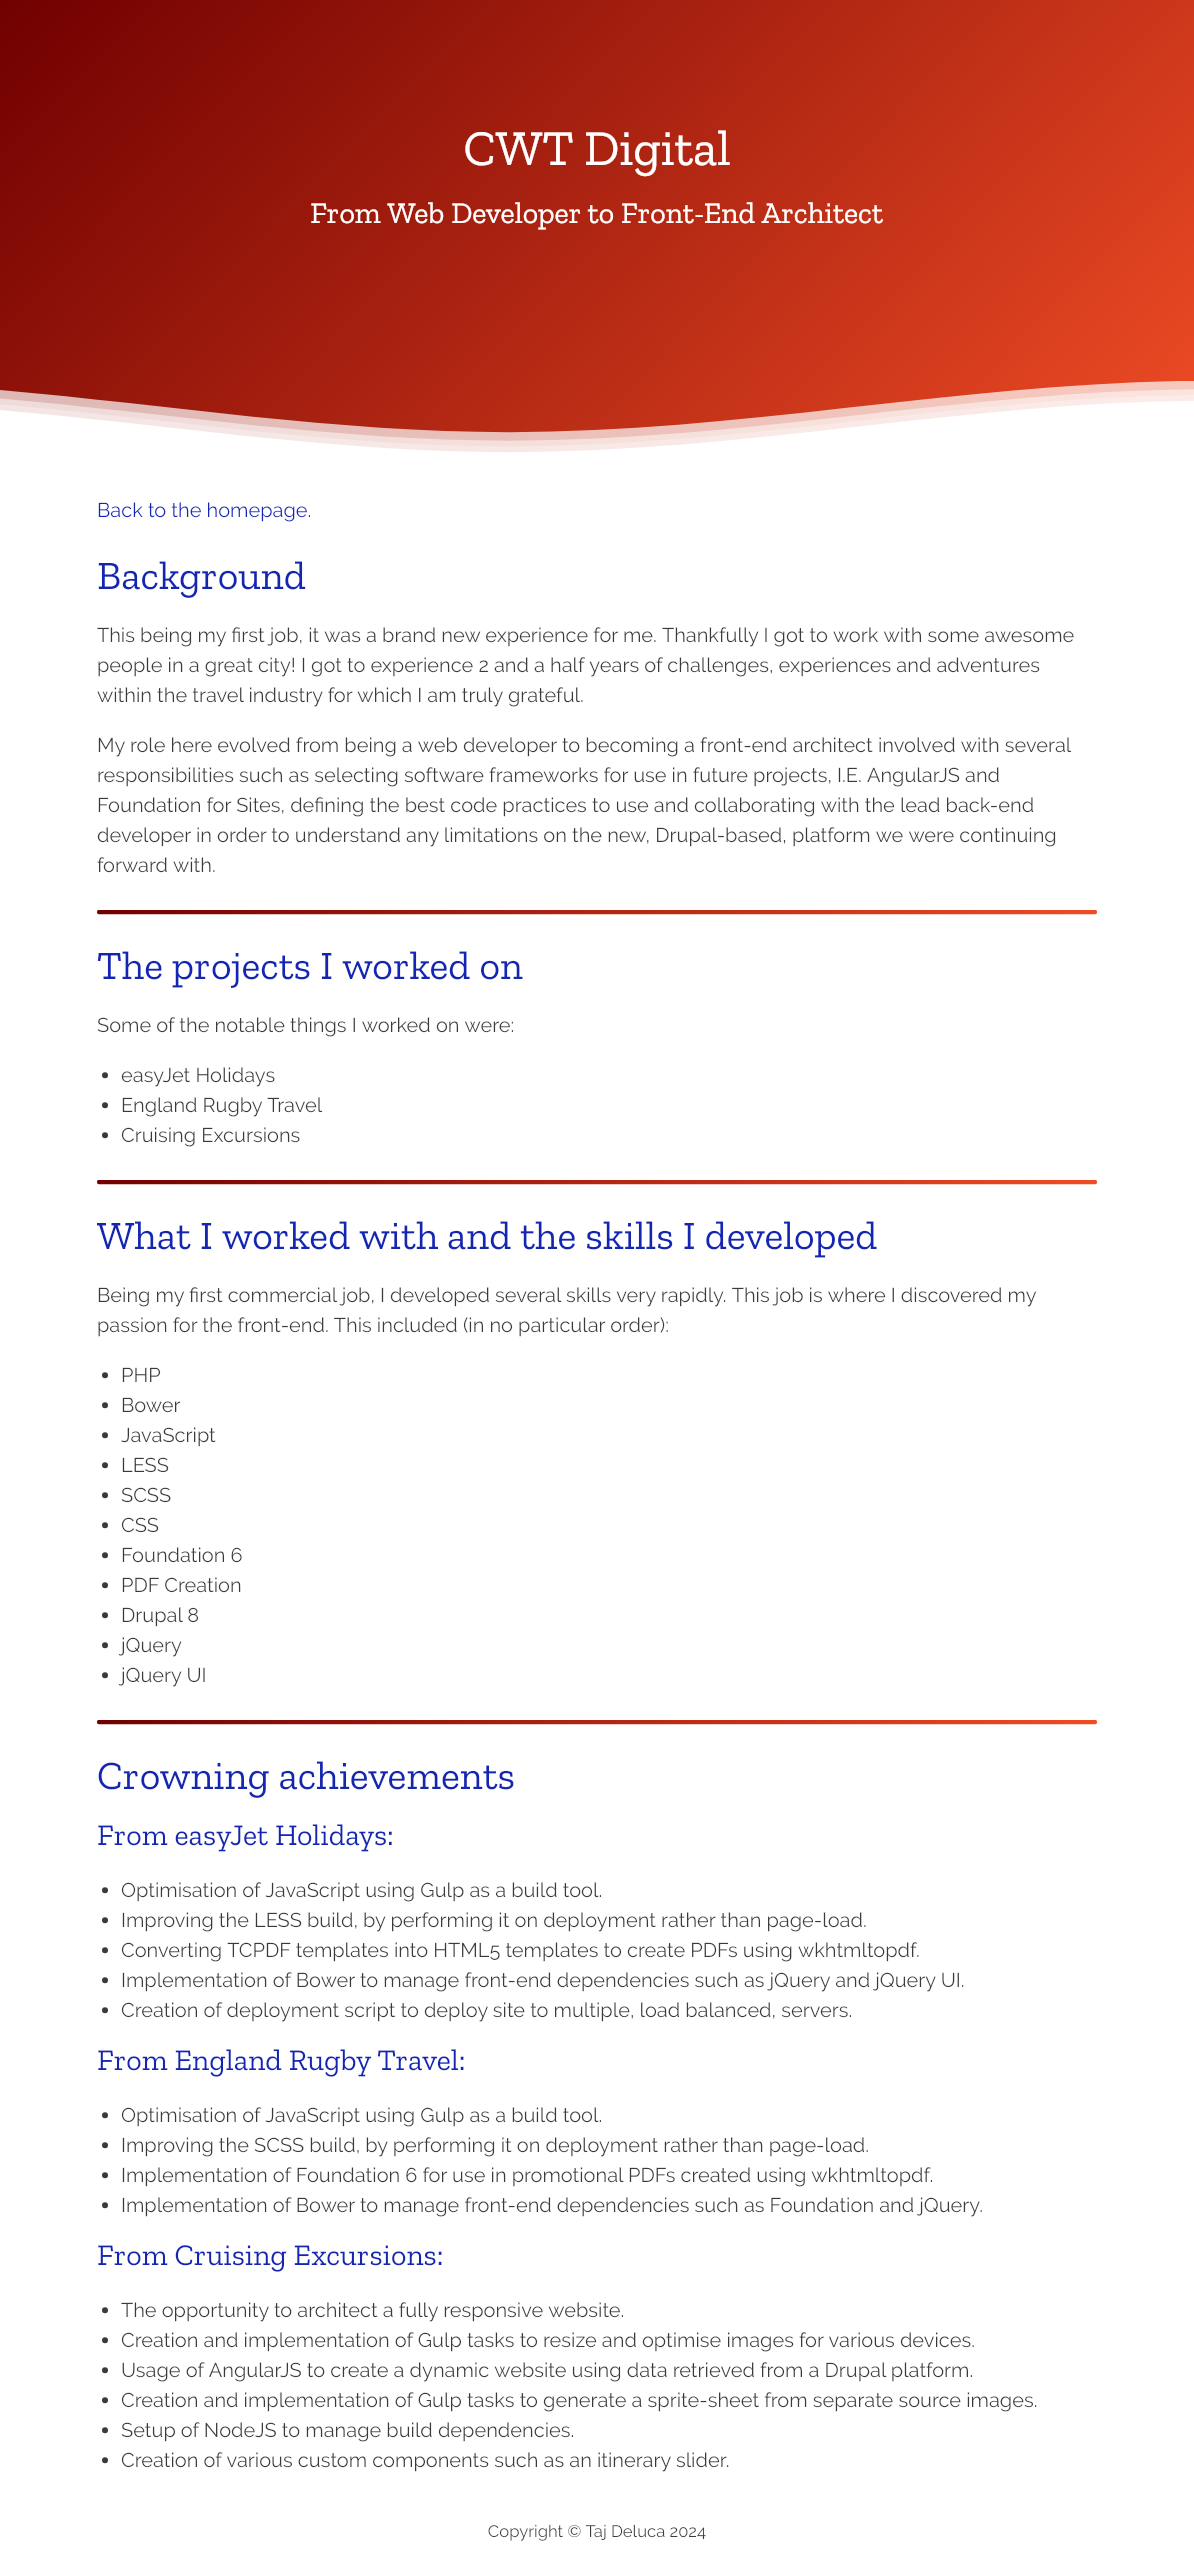 CWT Digital
From Web Developer to Front-End Architect
Back to the homepage.
Background
This being my first job, it was a brand new experience for me. Thankfully I got to work with some awesome
people in a great city! I got to experience 2 and a half years of challenges, experiences and adventures
within the travel industry for which I am truly grateful.
My role here evolved from being a web developer to becoming a front-end architect involved with several
responsibilities such as selecting software frameworks for use in future projects, I.E. AngularJS and
Foundation for Sites, defining the best code practices to use and collaborating with the lead back-end
developer in order to understand any limitations on the new, Drupal-based, platform we were continuing
forward with.
The projects I worked on
Some of the notable things I worked on were:
• easyJet Holidays
• England Rugby Travel
• Cruising Excursions
What I worked with and the skills I developed
Being my first commercial job, I developed several skills very rapidly. This job is where I discovered my
passion for the front-end. This included (in no particular order):
• PHP
• Bower
• JavaScript
• LESS
• SCSS
• CSS
• Foundation 6
• PDF Creation
• Drupal 8
• jQuery
• jQuery UI
Crowning achievements
From easyJet Holidays:
• Optimisation of JavaScript using Gulp as a build tool.
• Improving the LESS build, by performing it on deployment rather than page-load.
• Converting TCPDF templates into HTML5 templates to create PDFs using wkhtmltopdf.
• Implementation of Bower to manage front-end dependencies such as jQuery and jQuery UI.
• Creation of deployment script to deploy site to multiple, load balanced, servers.
From England Rugby Travel:
• Optimisation of JavaScript using Gulp as a build tool.
• Improving the SCSS build, by performing it on deployment rather than page-load.
• Implementation of Foundation 6 for use in promotional PDFs created using wkhtmltopdf.
• Implementation of Bower to manage front-end dependencies such as Foundation and jQuery.
From Cruising Excursions:
• The opportunity to architect a fully responsive website.
• Creation and implementation of Gulp tasks to resize and optimise images for various devices.
• Usage of AngularJS to create a dynamic website using data retrieved from a Drupal platform.
• Creation and implementation of Gulp tasks to generate a sprite-sheet from separate source images.
• Setup of NodeJS to manage build dependencies.
• Creation of various custom components such as an itinerary slider.
Copyright © Taj Deluca 2024